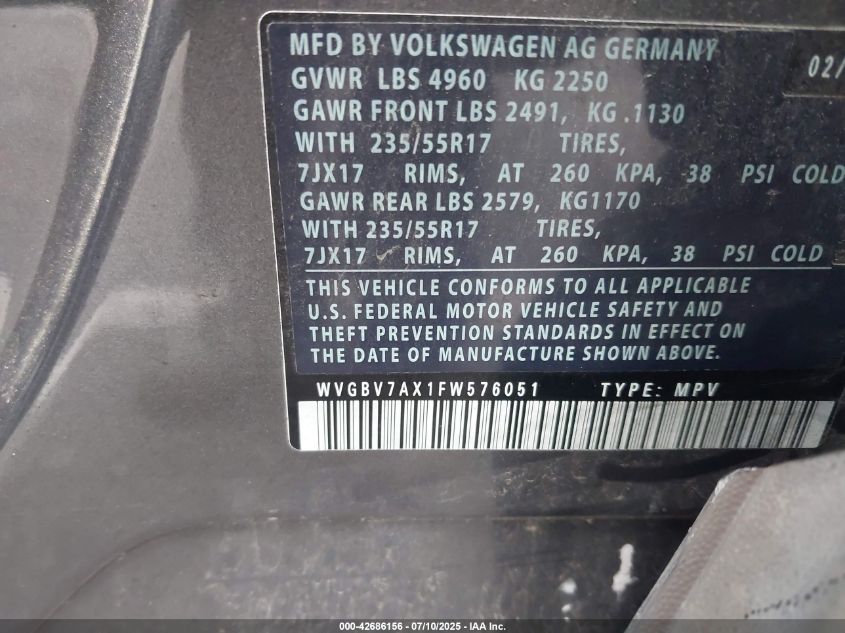 MFD BY VOLKSWAGEN AG GERMANY 02/
GVWR LBS 4960 KG 2250
GAWR FRONT LBS 2491, KG .1130
WITH 235/55R17 TIRES,
7JX17 RIMS, AT 260 KPA, 38 PSI COLD
GAWR REAR LBS 2579, KG1170
WITH 235/55R17 TIRES,
7JX17 RIMS, AT 260 KPA, 38 PSI COLD
THIS VEHICLE CONFORMS TO ALL APPLICABLE
U.S. FEDERAL MOTOR VEHICLE SAFETY AND
THEFT PREVENTION STANDARDS IN EFFECT ON
THE DATE OF MANUFACTURE SHOWN ABOVE.
WVGBV7AX1FW576051 TYPE: MPV
000-42686156 - 07/10/2025 - IAA Inc.